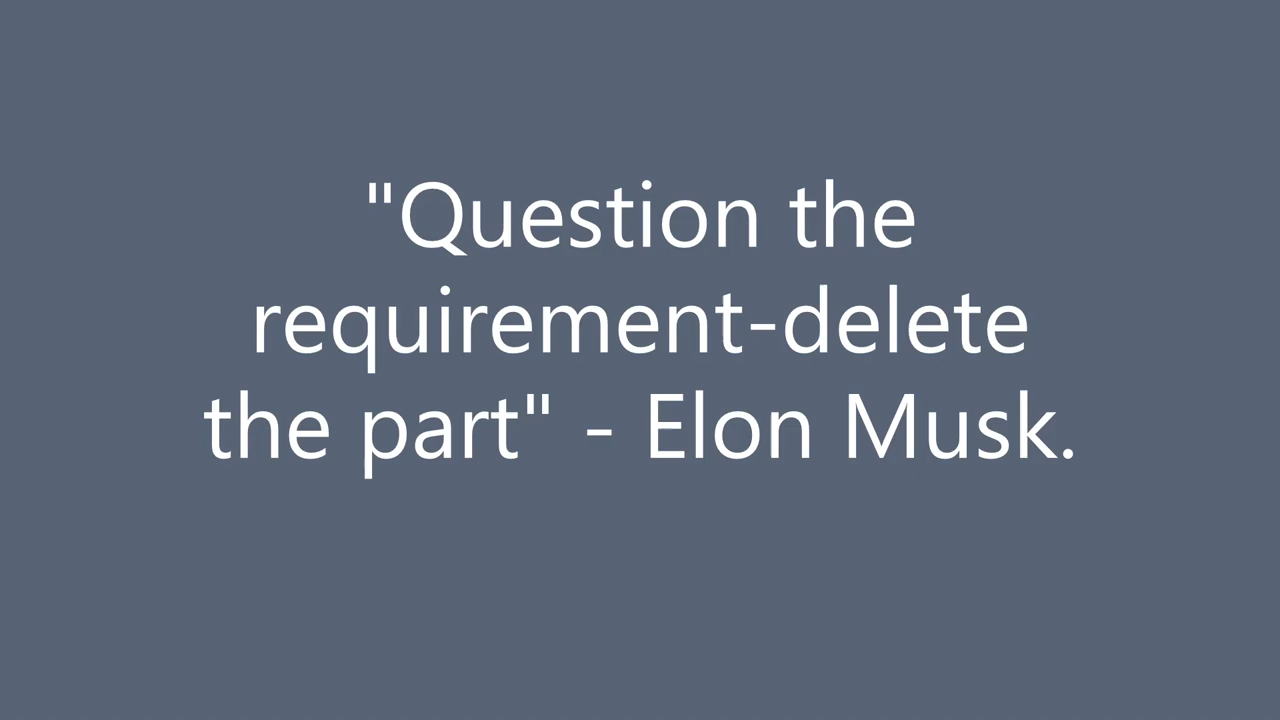 "Question the
requirement-delete
the part" - Elon Musk.